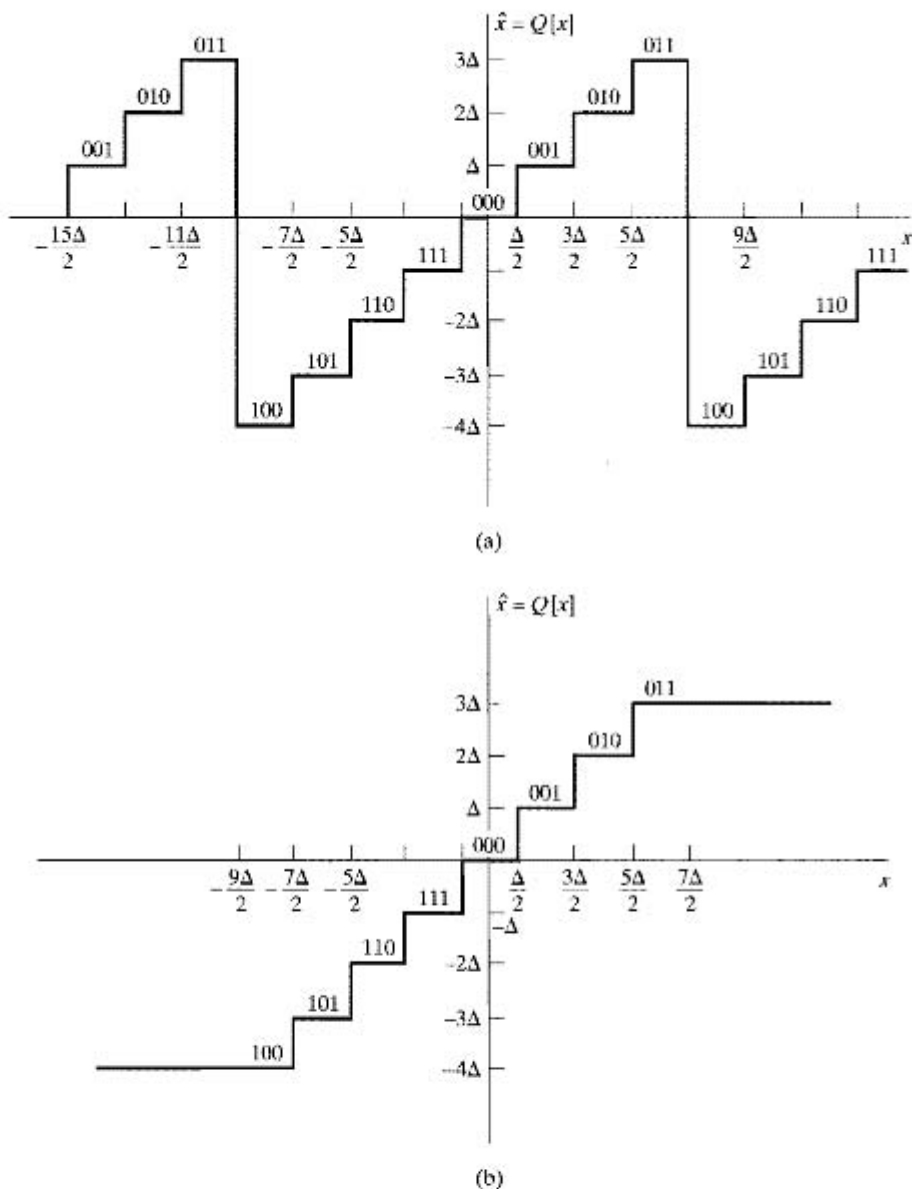 x̂ = Q[x]
011 3Δ 011
010 2Δ 010
001 Δ 001
000
-15Δ/2 -11Δ/2 -7Δ/2 -5Δ/2 Δ/2 3Δ/2 5Δ/2 9Δ/2 x
111 111
110 -2Δ 110
101 -3Δ 101
100 -4Δ 100
(a)
x̂ = Q[x]
3Δ 011
2Δ 010
Δ 001
000
-9Δ/2 -7Δ/2 -5Δ/2 Δ/2 3Δ/2 5Δ/2 7Δ/2 x
111 -Δ
110 -2Δ
101 -3Δ
100 -4Δ
(b)